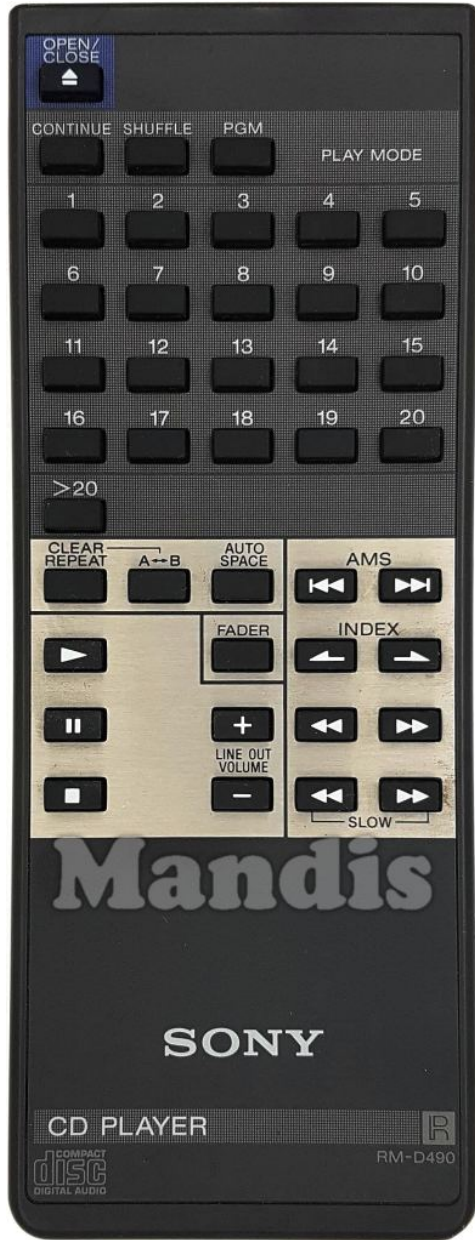 OPEN/
CLOSE
CONTINUE SHUFFLE PGM
PLAY MODE
1 2 3 4 5
6 7 8 9 10
11 12 13 14 15
16 17 18 19 20
>20
CLEAR
REPEAT A↔B AUTO
SPACE
AMS
FADER
INDEX
LINE OUT
VOLUME
SLOW
Mandis
SONY
CD PLAYER
R
RM-D490
COMPACT
disc
DIGITAL AUDIO